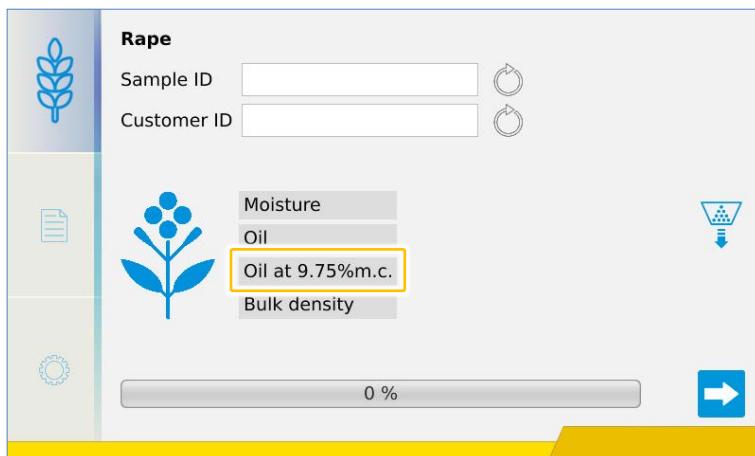 Rape
Sample ID
Customer ID
Moisture
Oil
Oil at 9.75%m.c.
Bulk density
0 %